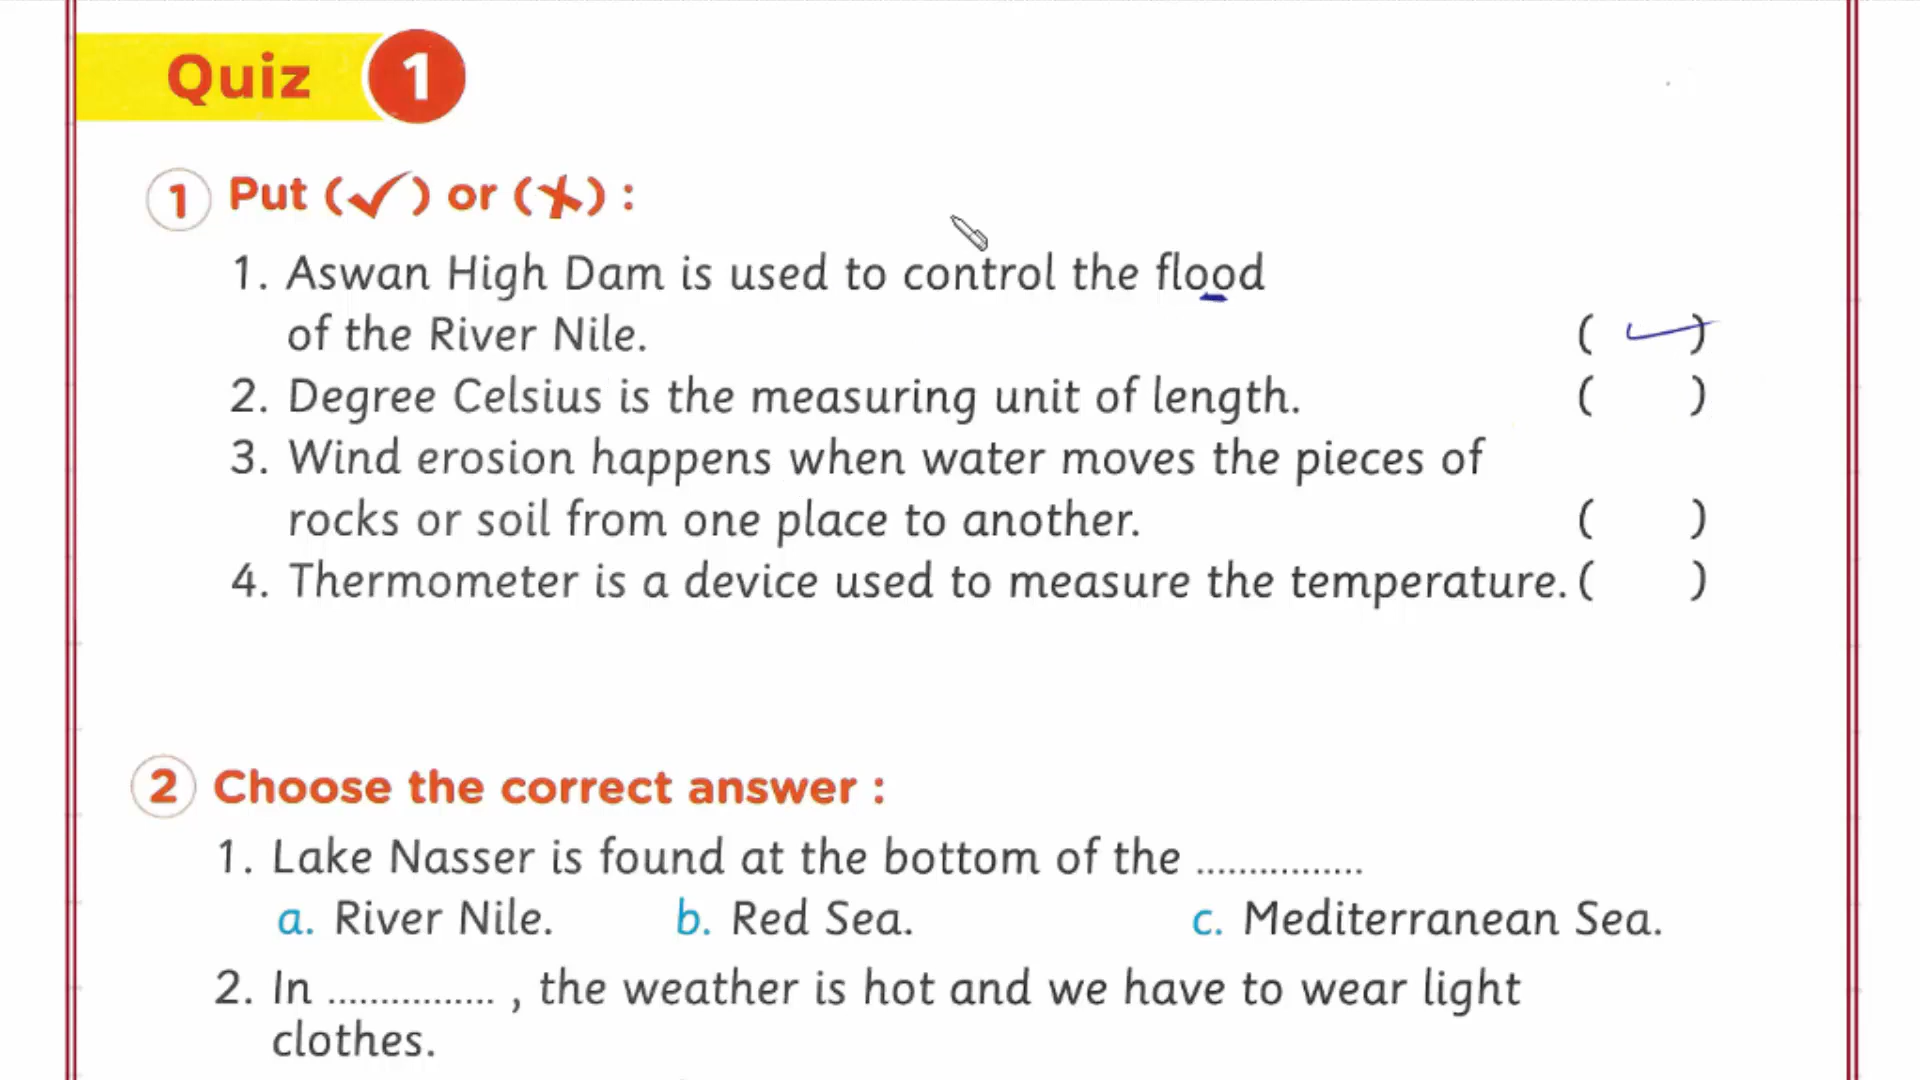 Quiz 1
1 Put (✓) or (✗) :
1. Aswan High Dam is used to control the flood
of the River Nile. ( ✓ )
2. Degree Celsius is the measuring unit of length. ( )
3. Wind erosion happens when water moves the pieces of
rocks or soil from one place to another. ( )
4. Thermometer is a device used to measure the temperature. ( )
2 Choose the correct answer :
1. Lake Nasser is found at the bottom of the ................
a. River Nile. b. Red Sea. c. Mediterranean Sea.
2. In ................ , the weather is hot and we have to wear light
clothes.